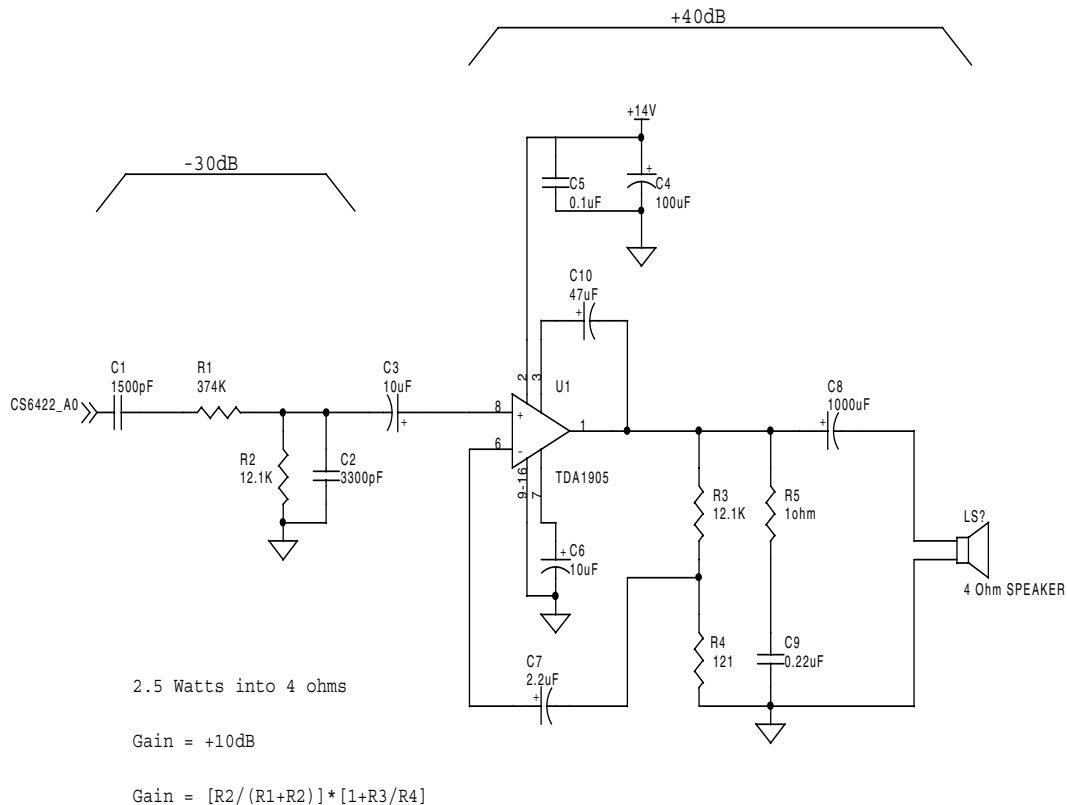 +40dB
-30dB
+14V
C5
0.1uF
C4
100uF
+
C10
47uF
+
C1
1500pF
R1
374K
C3
10uF
+
CS6422_A0
R2
12.1K
C2
3300pF
2
3
U1
8
+
6
-
1
9-16
7
TDA1905
C6
10uF
+
C8
1000uF
+
R3
12.1K
R5
1ohm
LS?
4 Ohm SPEAKER
R4
121
C9
0.22uF
C7
2.2uF
+
2.5 Watts into 4 ohms
Gain = +10dB
Gain = [R2/(R1+R2)]*[1+R3/R4]